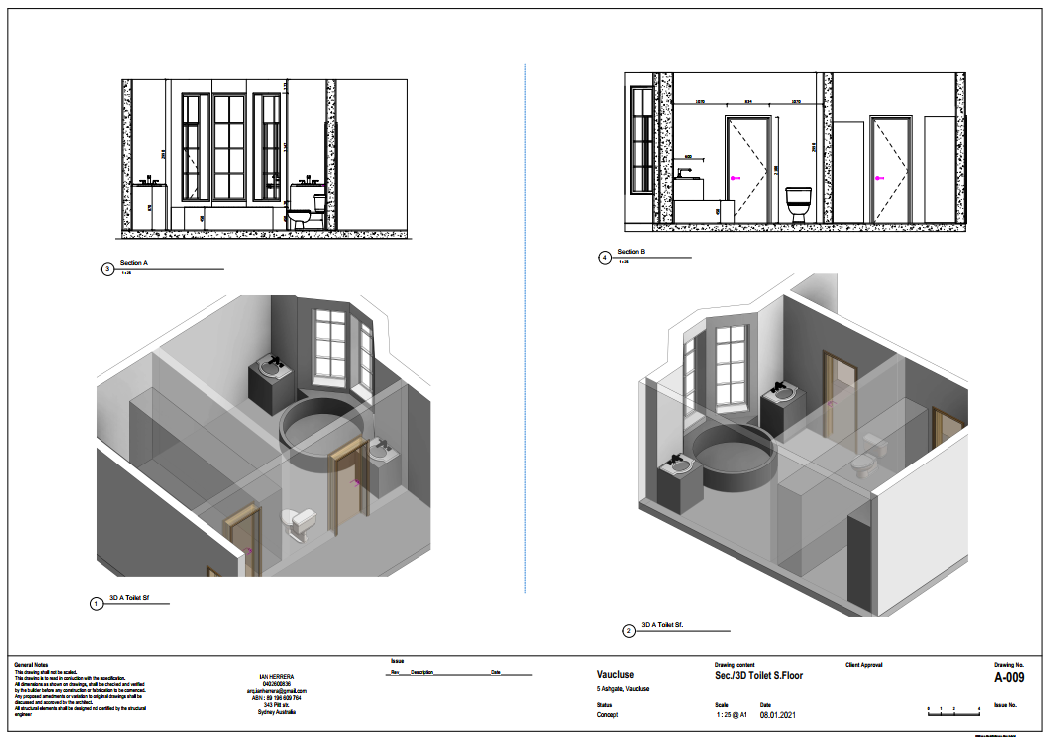 1070
834
1070
600
3
Section A
1 : 25
4
Section B
1 : 25
1
3D A Toilet Sf
2
3D A Toilet Sf.
General Notes
This drawing shall not be scaled.
This drawing is to read in conuction with the specification.
All dimensions as shown on drawings, shall be checked and verified
by the builder before any construction or fabrication to be comenced.
Any proposed amedments or variation to original drawings shall be
discussed and approved by the architect.
All structural elements shall be designed nd certified by the structural
engineer
IAN HERRERA
0402600836
arq.ianherrera@gmail.com
ABN : 89 196 609 764
343 Pitt str.
Sydney Australia
Issue
Rev Description Date
Vaucluse
5 Ashgate, Vaucluse
Status
Concept
Drawing content
Sec./3D Toilet S.Floor
Scale Date
1 : 25 @ A1 08.01.2021
Client Approval
Drawing No.
A-009
Issue No.
0 1 2 4